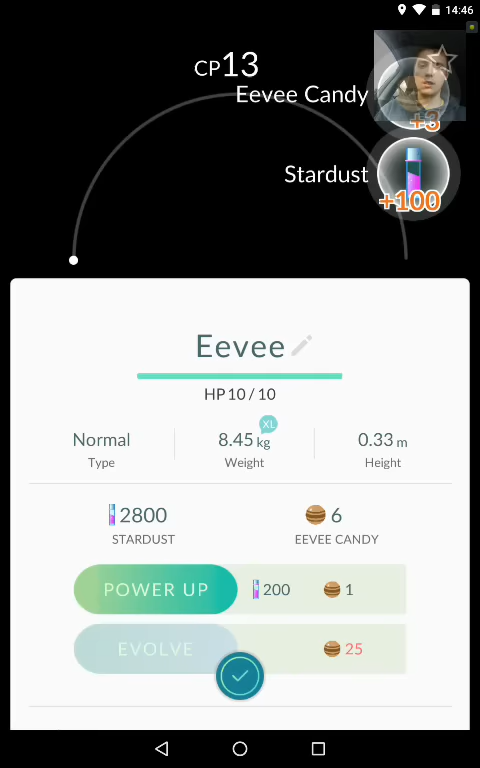 14:46
CP13
Eevee Candy
+3
Stardust
+100
Eevee
HP 10 / 10
XL
Normal
8.45 kg
0.33 m
Type
Weight
Height
2800
6
STARDUST
EEVEE CANDY
POWER UP
200
1
EVOLVE
25